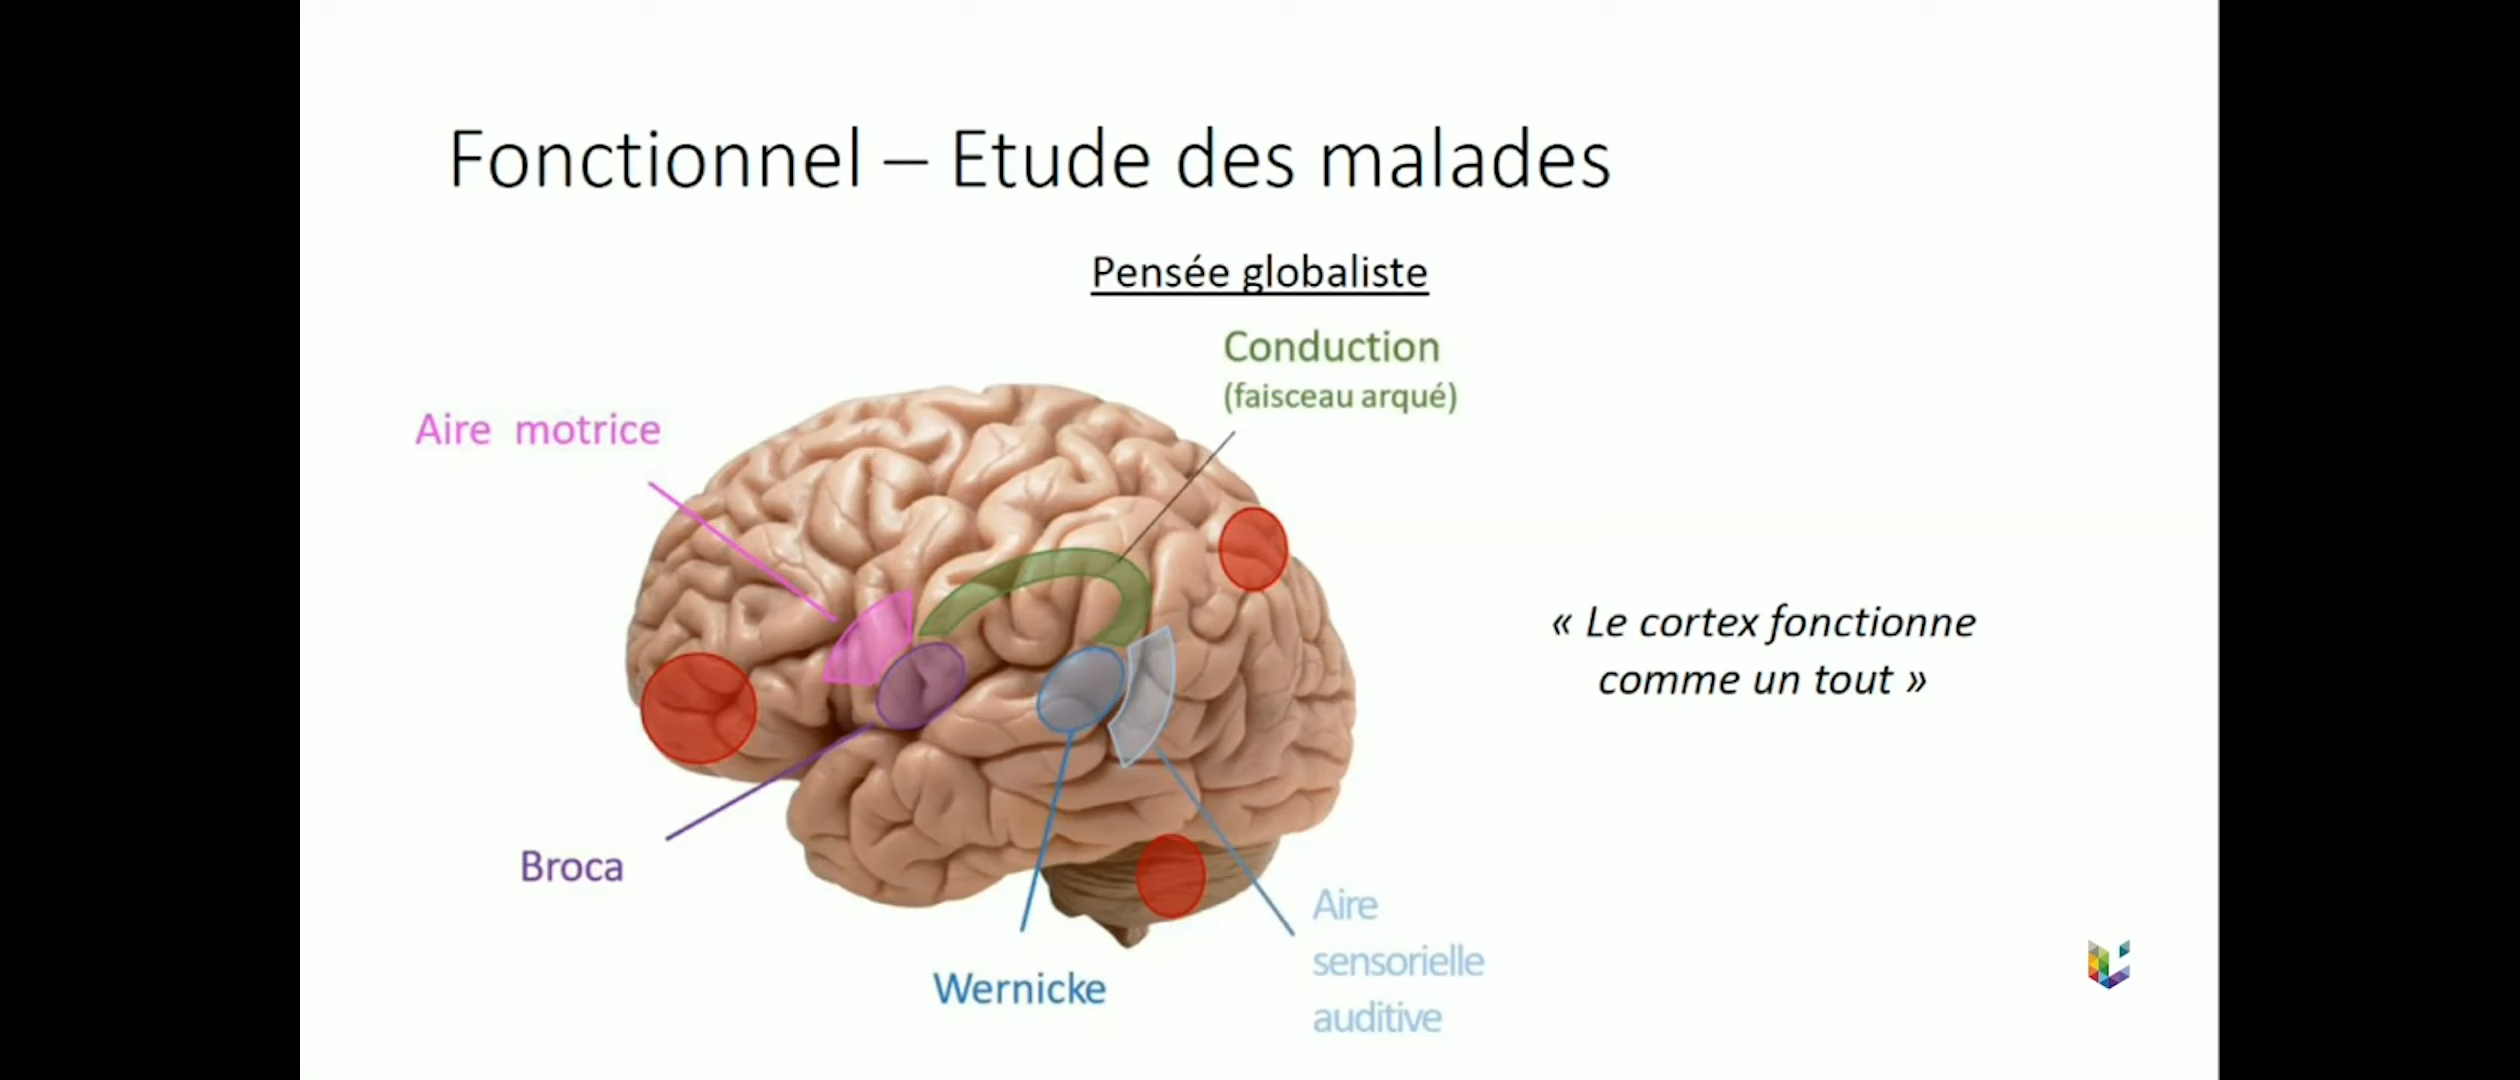 Fonctionnel – Etude des malades
Pensée globaliste
Conduction
(faisceau arqué)
Aire motrice
« Le cortex fonctionne
comme un tout »
Broca
Wernicke
Aire
sensorielle
auditive